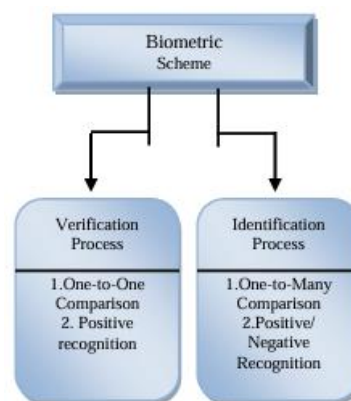 Biometric
Scheme
Verification
Process
1.One-to-One
Comparison
2. Positive
recognition
Identification
Process
1.One-to-Many
Comparison
2.Positive/
Negative
Recognition